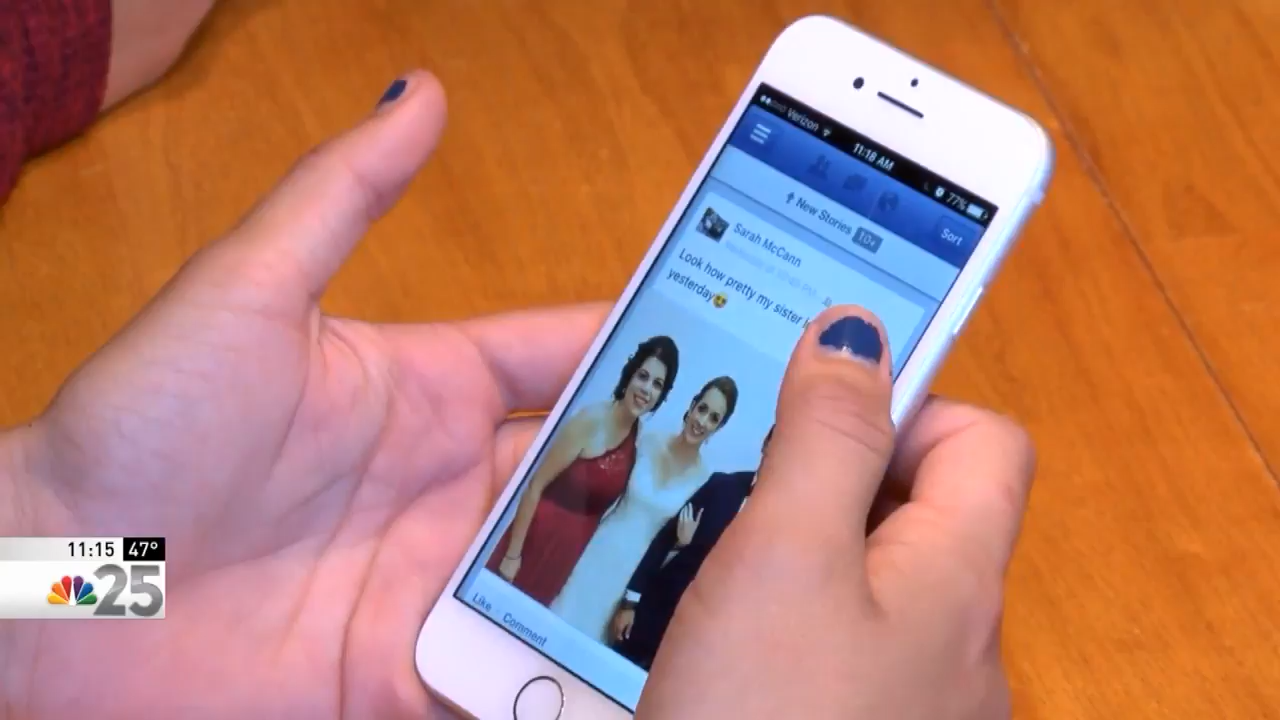 Verizon
11:18 AM
77%
New Stories 10+
Sort
Sarah McCann
Look how pretty my sister
yesterday
Like Comment
11:15 47°
25